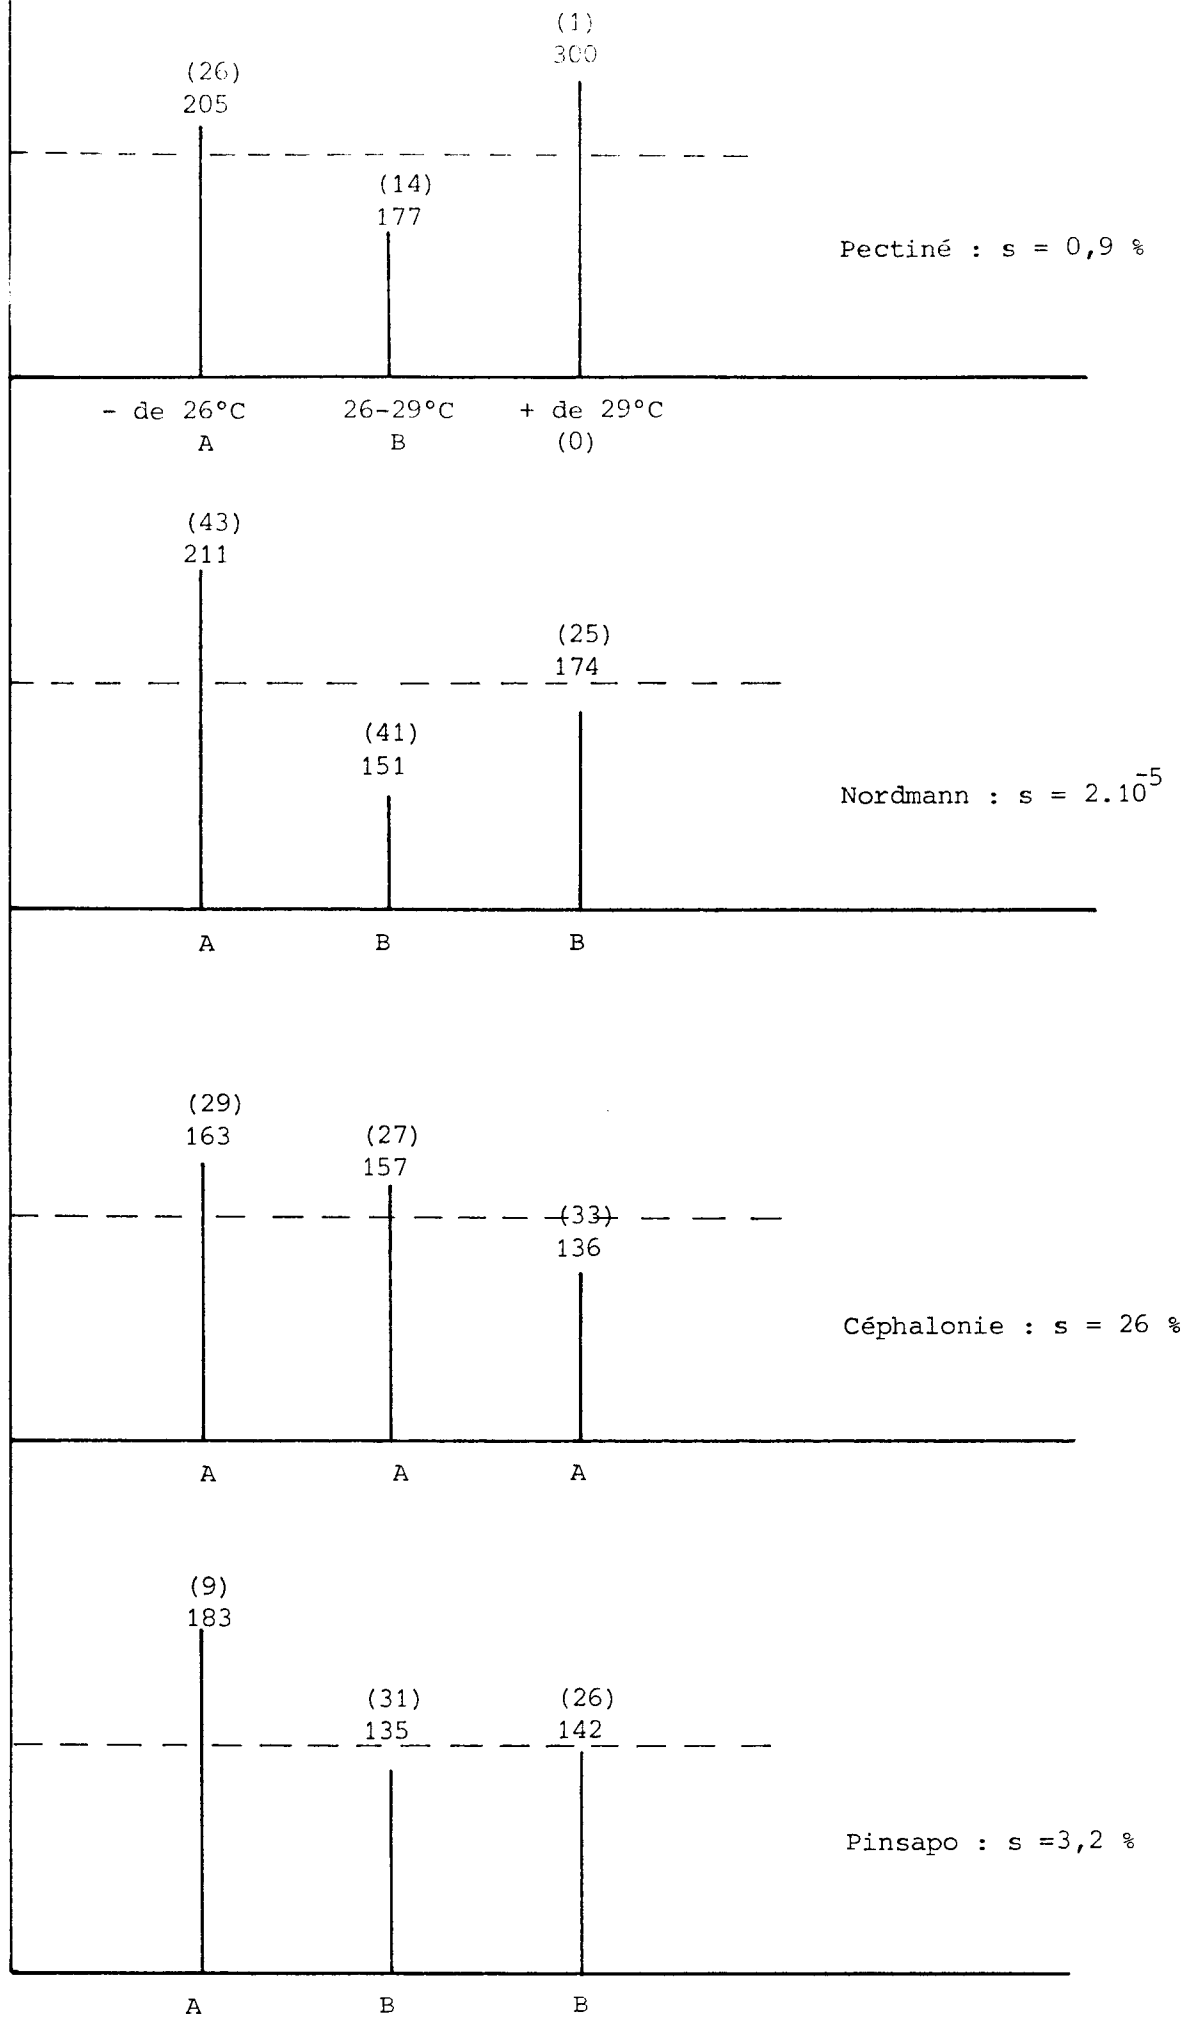 (1)
300
(26)
205
(14)
177
Pectiné : s = 0,9 %
- de 26°C 26-29°C + de 29°C
A B (0)
(43)
211
(25)
174
(41)
151
Nordmann : s = 2.10-5
A B B
(29)
163
(27)
157
(33)
136
Céphalonie : s = 26 %
A A A
(9)
183
(31) (26)
135 142
Pinsapo : s =3,2 %
A B B